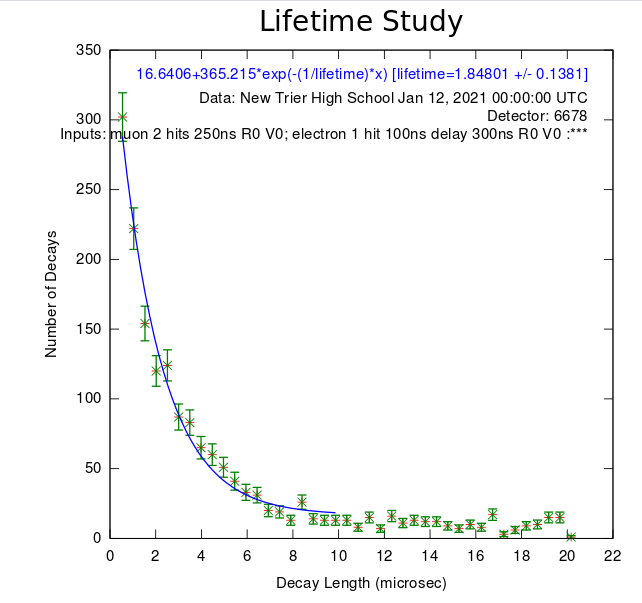 Lifetime Study
16.6406+365.215*exp(-(1/lifetime)*x) [lifetime=1.84801 +/- 0.1381]
Data: New Trier High School Jan 12, 2021 00:00:00 UTC
Detector: 6678
Inputs: muon 2 hits 250ns R0 V0; electron 1 hit 100ns delay 300ns R0 V0 :***
350
300
250
200
150
100
50
0
Number of Decays
0 2 4 6 8 10 12 14 16 18 20 22
Decay Length (microsec)